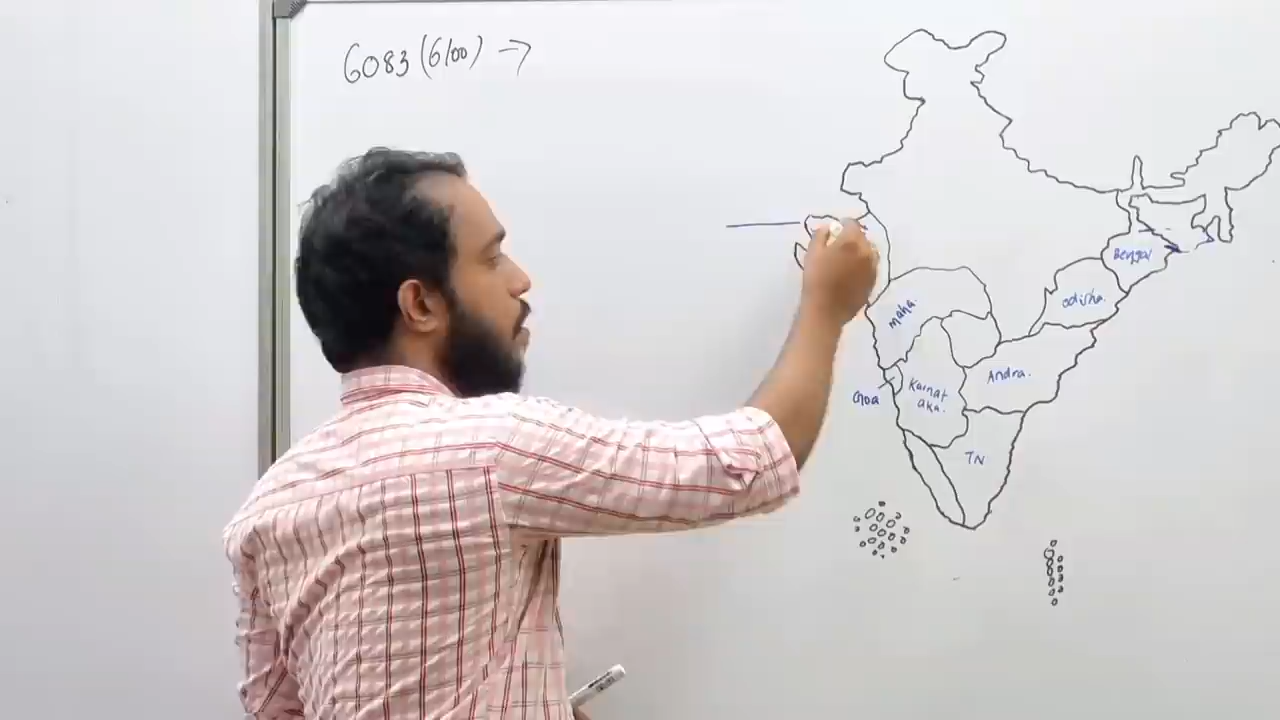 6083 (6100) →
Bengal
Odisha.
Maha.
Andra.
Karnat
aka.
Goa
TN